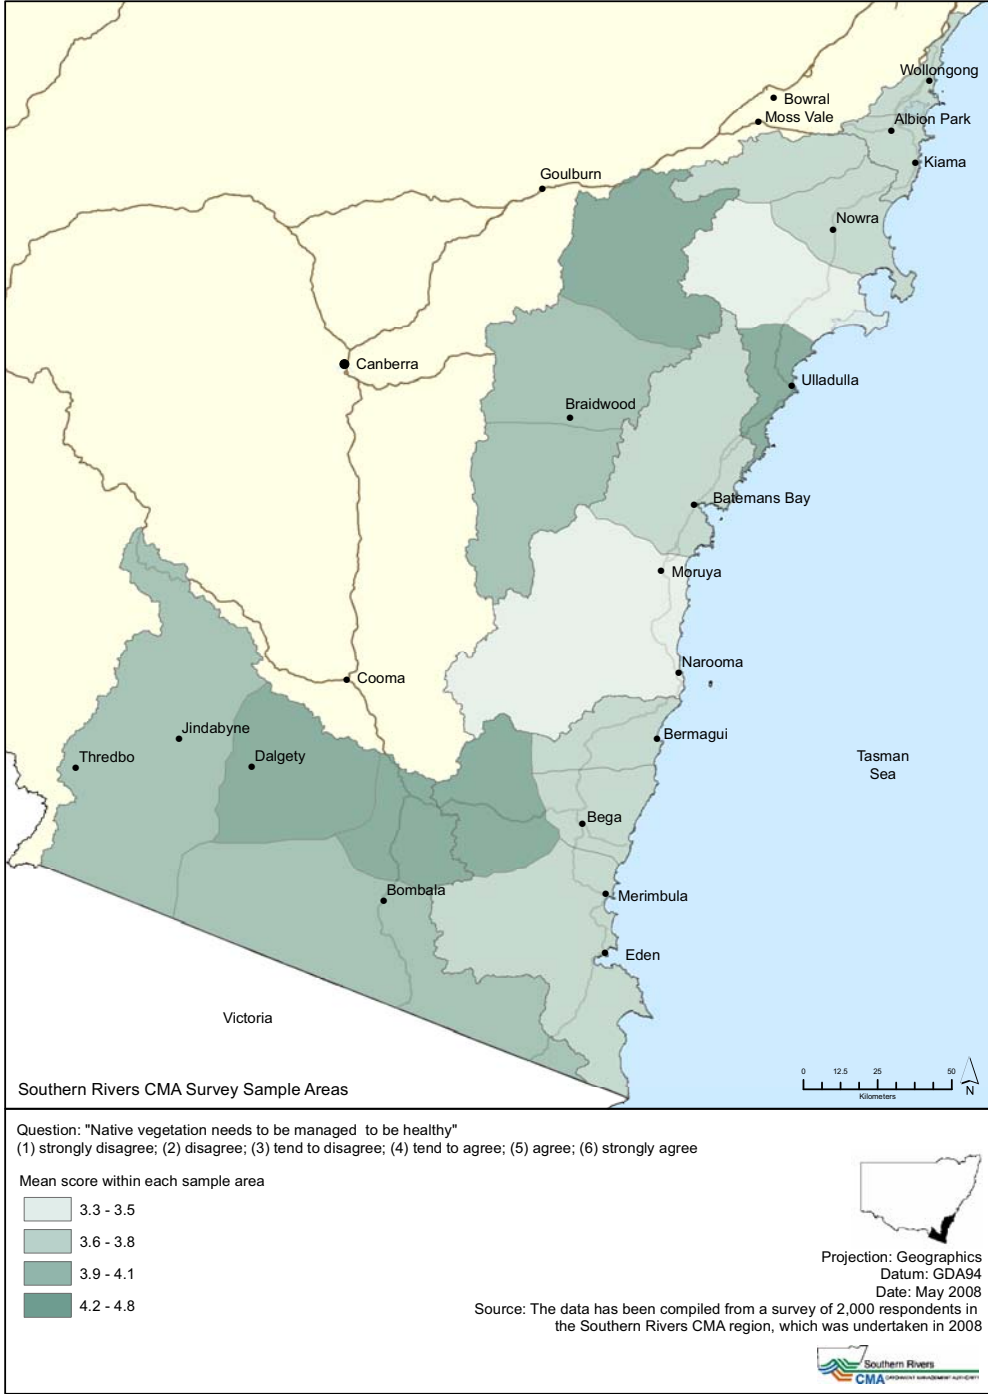 Wollongong
Bowral
Moss Vale
Albion Park
Kiama
Goulburn
Nowra
Canberra
Ulladulla
Braidwood
Batemans Bay
Moruya
Narooma
Cooma
Jindabyne
Bermagui
Thredbo
Dalgety
Tasman
Sea
Bega
Bombala
Merimbula
Eden
Victoria
0 12.5 25 50
Kilometers
N
Southern Rivers CMA Survey Sample Areas
Question: "Native vegetation needs to be managed to be healthy"
(1) strongly disagree; (2) disagree; (3) tend to disagree; (4) tend to agree; (5) agree; (6) strongly agree
Mean score within each sample area
3.3 - 3.5
3.6 - 3.8
3.9 - 4.1
4.2 - 4.8
Projection: Geographics
Datum: GDA94
Date: May 2008
Source: The data has been compiled from a survey of 2,000 respondents in
the Southern Rivers CMA region, which was undertaken in 2008
Southern Rivers
CMA CATCHMENT MANAGEMENT AUTHORITY